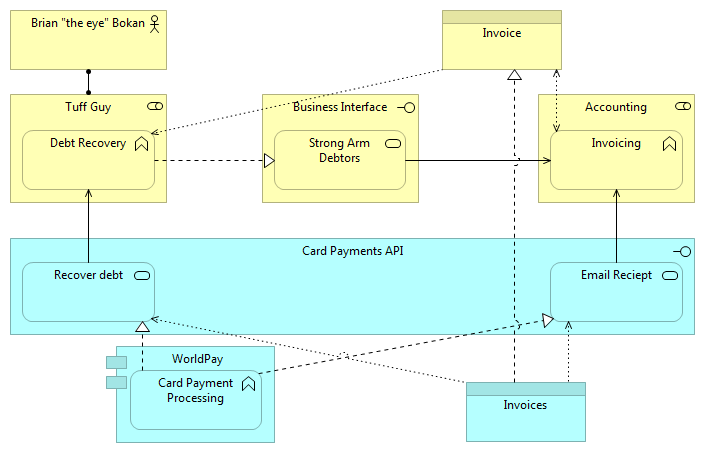 Brian "the eye" Bokan
Invoice
Tuff Guy
Business Interface
Accounting
Debt Recovery
Strong Arm
Debtors
Invoicing
Card Payments API
Recover debt
Email Reciept
WorldPay
Card Payment
Processing
Invoices